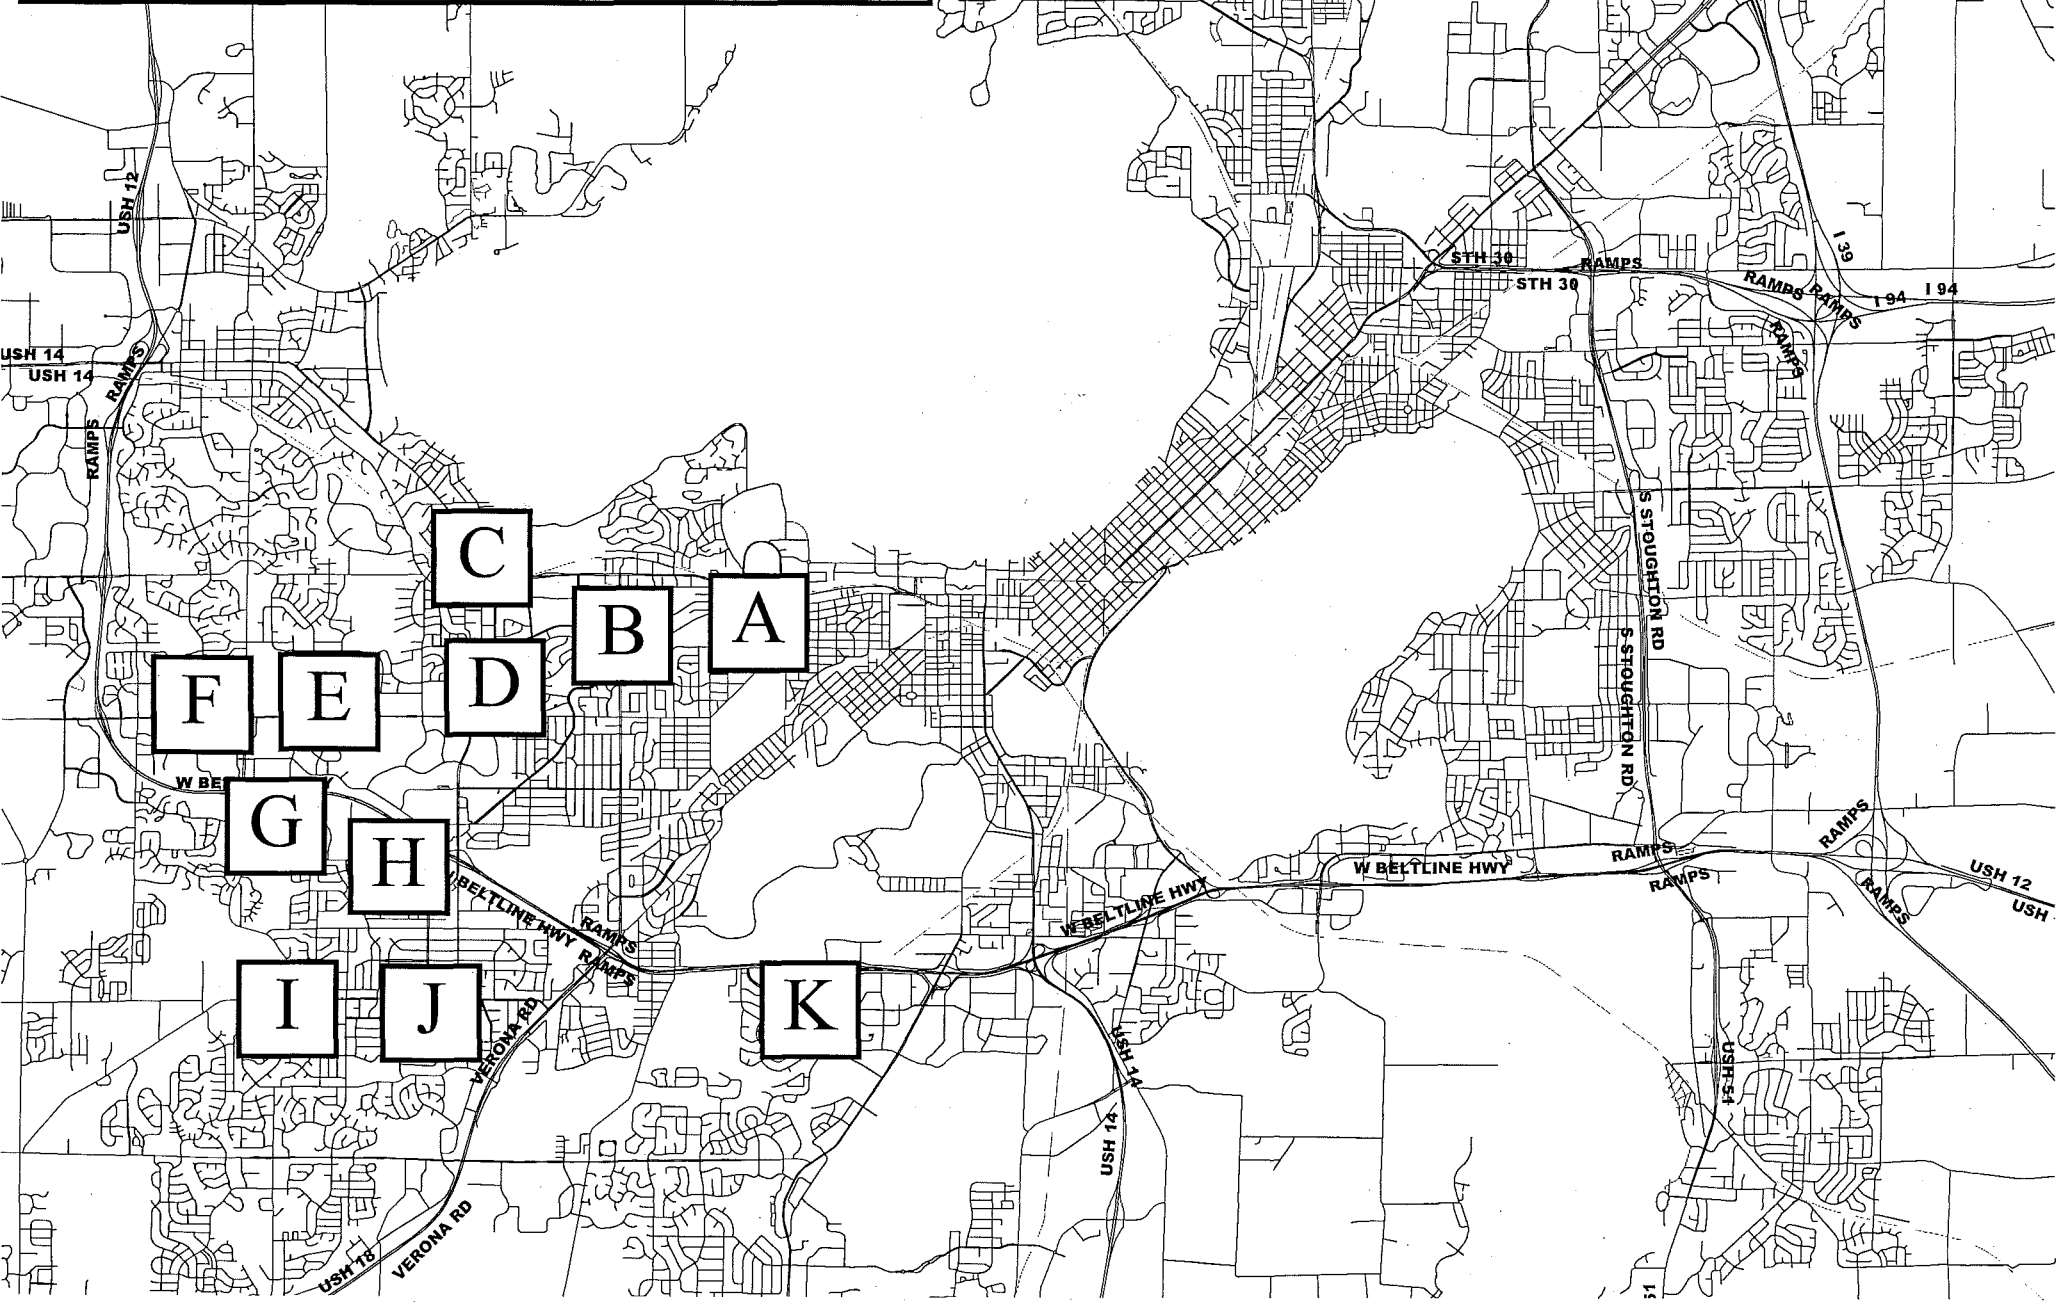 USH 12
I 39
STH 30
RAMPS
STH 30
RAMPS
RAMPS
I 94
I 94
RAMPS
USH 14
USH 14
RAMPS
RAMPS
S STOUGHTON RD
S STOUGHTON RD
C
B
A
D
F
E
W BE
Y
G
H
BELTLINE HWY
RAMPS
RAMPS
W BELTLINE HWY
W BELTLINE HWY
RAMPS
RAMPS
RAMPS
RAMPS
USH 12
USH
I
J
K
VERONA RD
USH 14
USH 51
USH 14
VERONA RD
USH 18
51